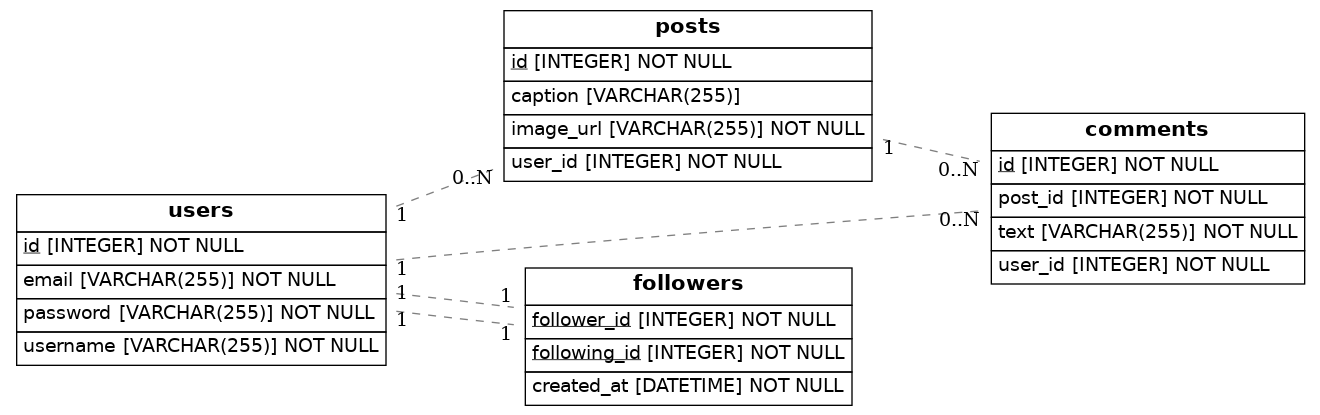 posts
id [INTEGER] NOT NULL
caption [VARCHAR(255)]
image_url [VARCHAR(255)] NOT NULL
user_id [INTEGER] NOT NULL
comments
id [INTEGER] NOT NULL
post_id [INTEGER] NOT NULL
text [VARCHAR(255)] NOT NULL
user_id [INTEGER] NOT NULL
users
id [INTEGER] NOT NULL
email [VARCHAR(255)] NOT NULL
password [VARCHAR(255)] NOT NULL
username [VARCHAR(255)] NOT NULL
followers
follower_id [INTEGER] NOT NULL
following_id [INTEGER] NOT NULL
created_at [DATETIME] NOT NULL
0..N
1
1
0..N
0..N
1
1
1
1
1